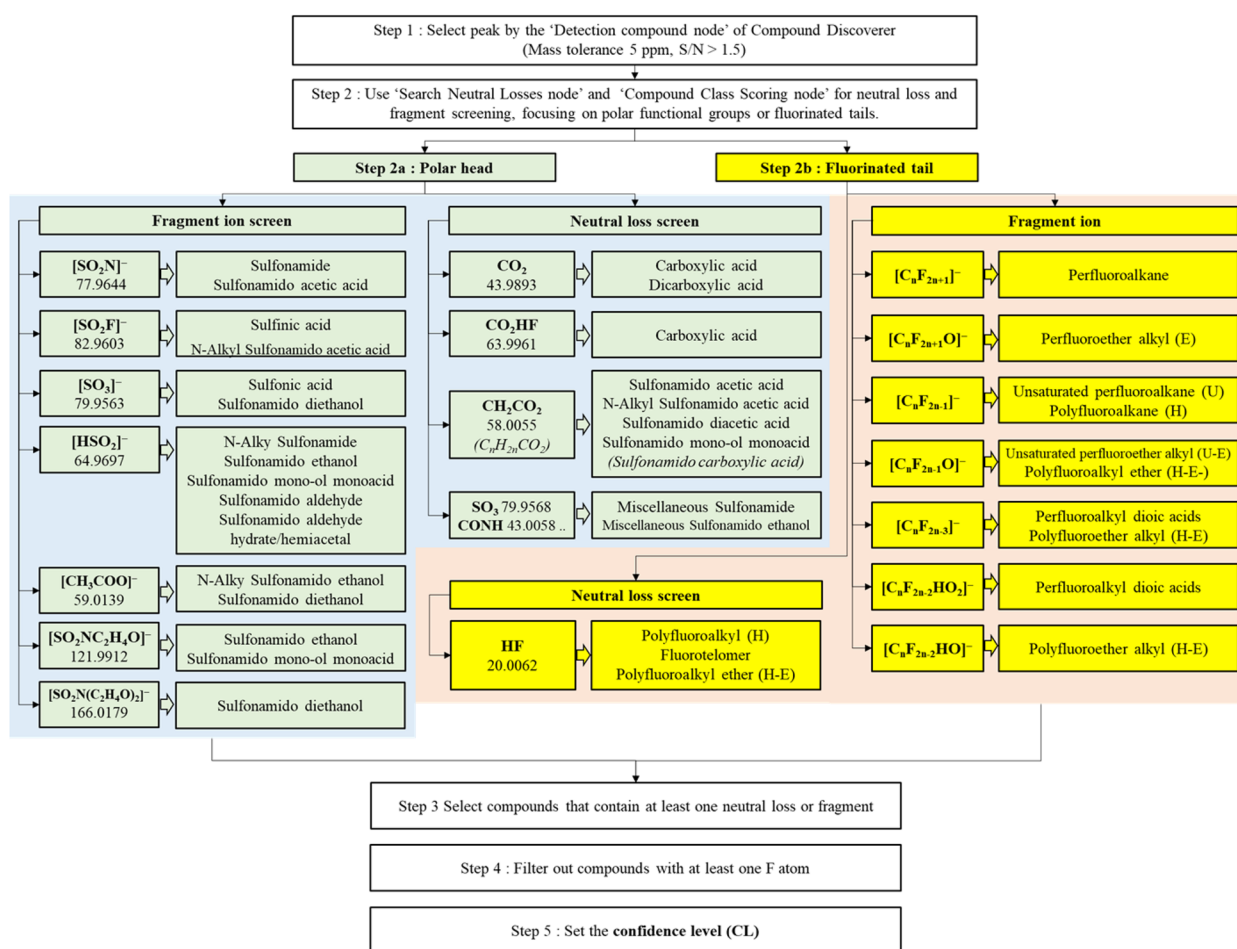 Step 1 : Select peak by the ‘Detection compound node’ of Compound Discoverer
(Mass tolerance 5 ppm, S/N > 1.5)
Step 2 : Use ‘Search Neutral Losses node’ and ‘Compound Class Scoring node’ for neutral loss and
fragment screening, focusing on polar functional groups or fluorinated tails.
Step 2a : Polar head
Step 2b : Fluorinated tail
Fragment ion screen
[SO₂N]⁻
77.9644
Sulfonamide
Sulfonamido acetic acid
[SO₂F]⁻
82.9603
Sulfinic acid
N-Alkyl Sulfonamido acetic acid
[SO₃]⁻
79.9563
Sulfonic acid
Sulfonamido diethanol
[HSO₂]⁻
64.9697
N-Alky Sulfonamide
Sulfonamido ethanol
Sulfonamido mono-ol monoacid
Sulfonamido aldehyde
Sulfonamido aldehyde
hydrate/hemiacetal
[CH₃COO]⁻
59.0139
N-Alky Sulfonamido ethanol
Sulfonamido diethanol
[SO₂NC₂H₄O]⁻
121.9912
Sulfonamido ethanol
Sulfonamido mono-ol monoacid
[SO₂N(C₂H₄O)₂]⁻
166.0179
Sulfonamido diethanol
Neutral loss screen
CO₂
43.9893
Carboxylic acid
Dicarboxylic acid
CO₂HF
63.9961
Carboxylic acid
CH₂CO₂
58.0055
(CₙH₂ₙCO₂)
Sulfonamido acetic acid
N-Alkyl Sulfonamido acetic acid
Sulfonamido diacetic acid
Sulfonamido mono-ol monoacid
(Sulfonamido carboxylic acid)
SO₃ 79.9568
CONH 43.0058 ..
Miscellaneous Sulfonamide
Miscellaneous Sulfonamido ethanol
Neutral loss screen
HF
20.0062
Polyfluoroalkyl (H)
Fluorotelomer
Polyfluoroalkyl ether (H-E)
Fragment ion
[CₙF₂ₙ₊₁]⁻
Perfluoroalkane
[CₙF₂ₙ₊₁O]⁻
Perfluoroether alkyl (E)
[CₙF₂ₙ₋₁]⁻
Unsaturated perfluoroalkane (U)
Polyfluoroalkane (H)
[CₙF₂ₙ₋₁O]⁻
Unsaturated perfluoroether alkyl (U-E)
Polyfluoroalkyl ether (H-E-)
[CₙF₂ₙ₋₃]⁻
Perfluoroalkyl dioic acids
Polyfluoroether alkyl (H-E)
[CₙF₂ₙ₋₂HO₂]⁻
Perfluoroalkyl dioic acids
[CₙF₂ₙ₋₂HO]⁻
Polyfluoroether alkyl (H-E)
Step 3 Select compounds that contain at least one neutral loss or fragment
Step 4 : Filter out compounds with at least one F atom
Step 5 : Set the confidence level (CL)